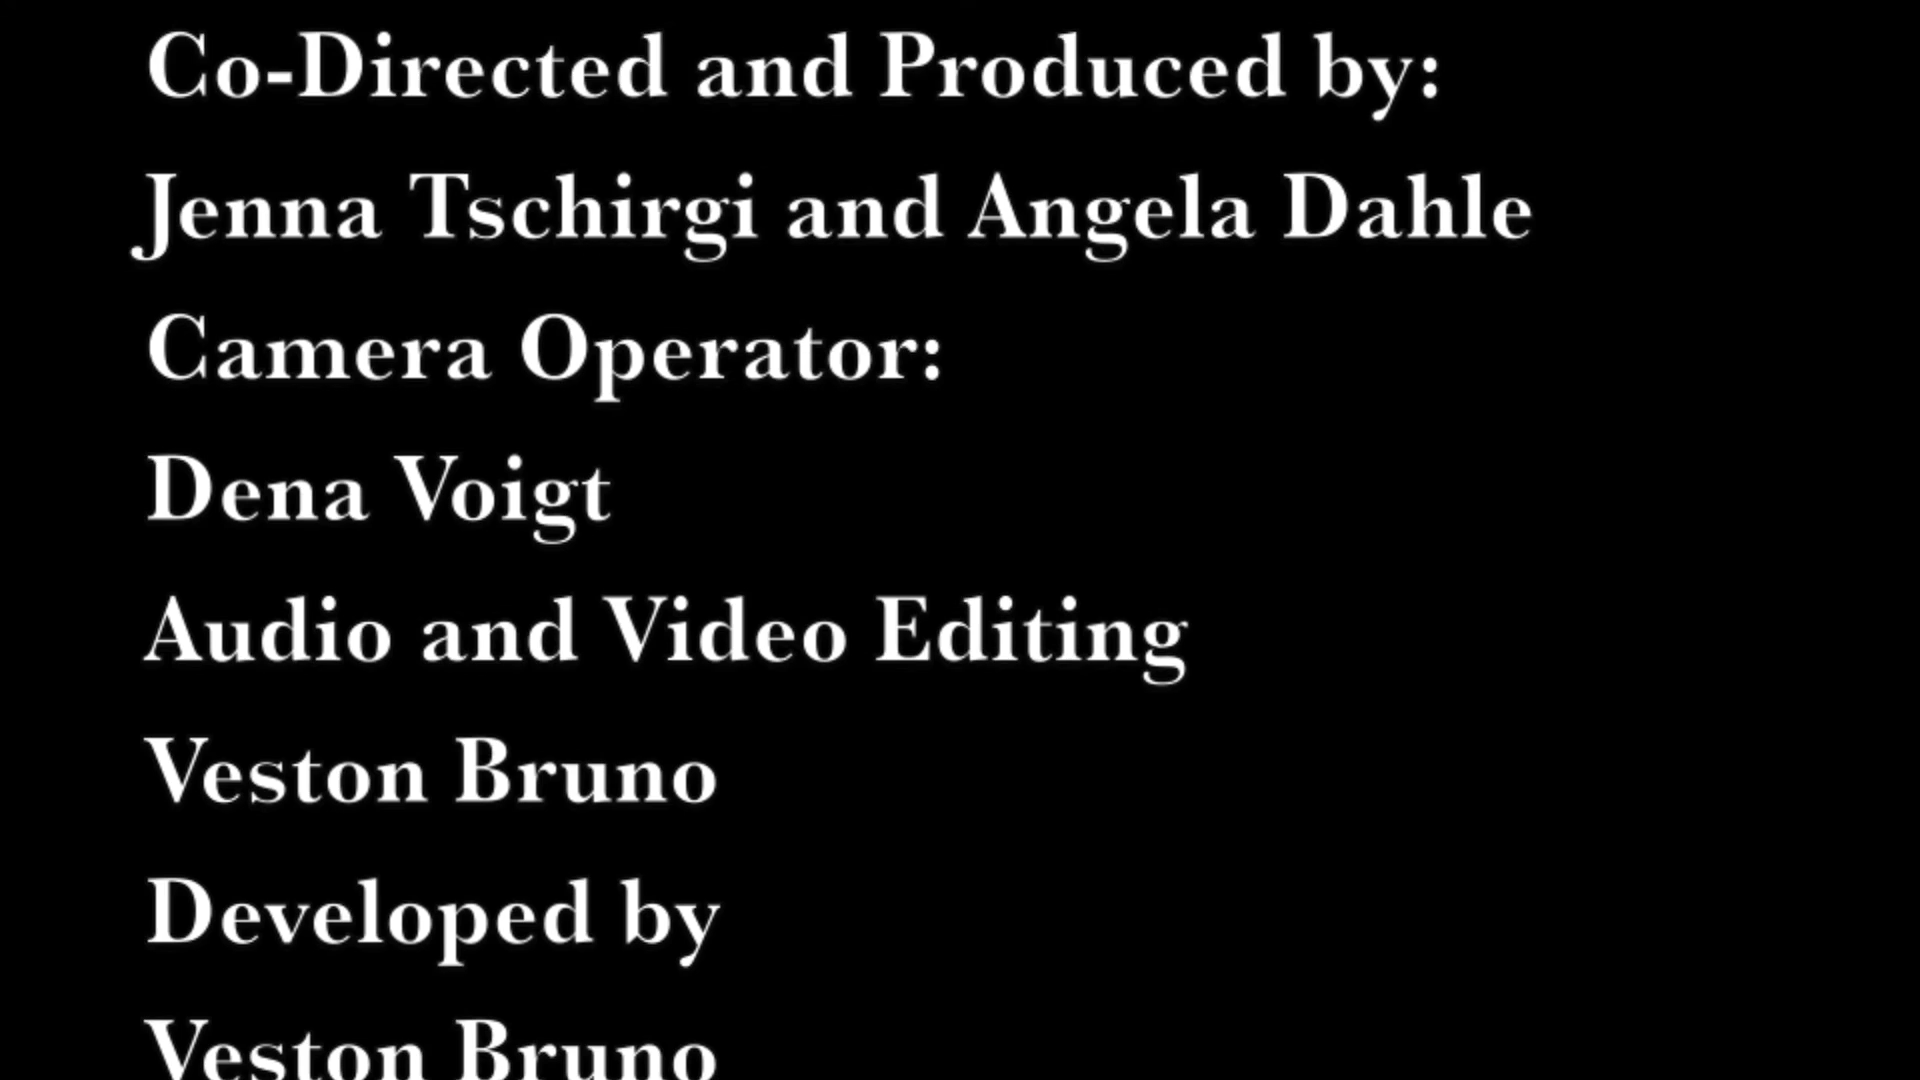 Co-Directed and Produced by:
Jenna Tschirgi and Angela Dahle
Camera Operator:
Dena Voigt
Audio and Video Editing
Veston Bruno
Developed by
Veston Bruno